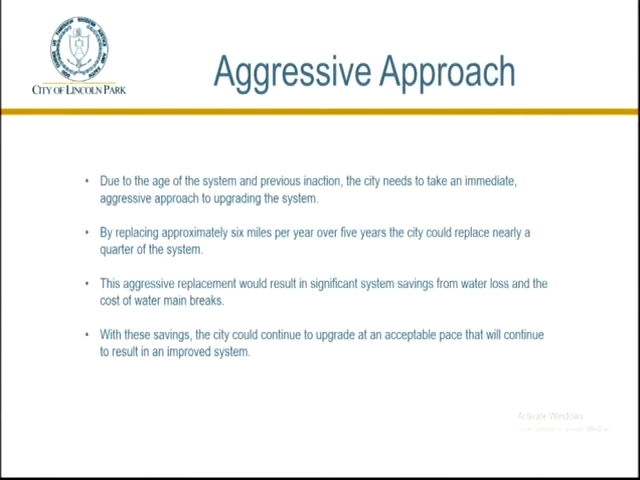 CITY OF LINCOLN PARK
Aggressive Approach
• Due to the age of the system and previous inaction, the city needs to take an immediate,
aggressive approach to upgrading the system.
• By replacing approximately six miles per year over five years the city could replace nearly a
quarter of the system.
• This aggressive replacement would result in significant system savings from water loss and the
cost of water main breaks.
• With these savings, the city could continue to upgrade at an acceptable pace that will continue
to result in an improved system.
Activate Windows